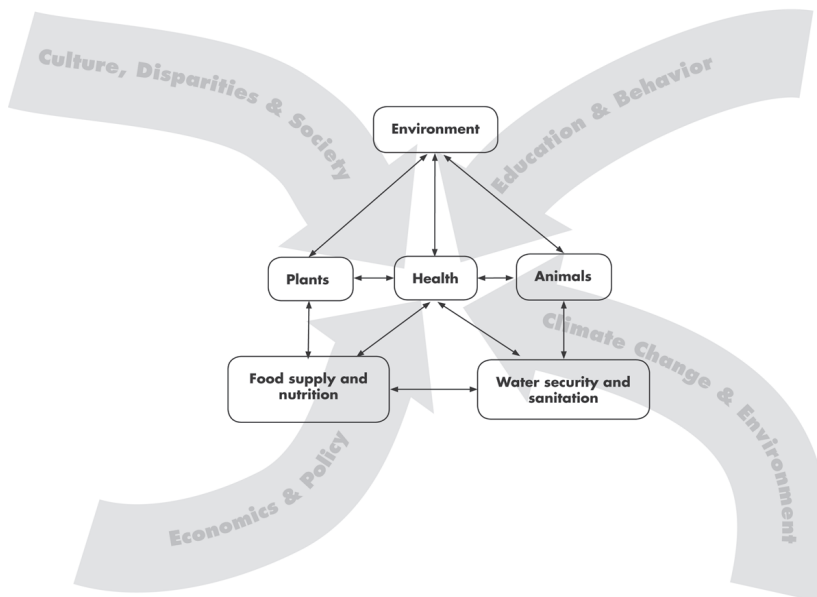 Culture, Disparities & Society
Education & Behavior
Environment
Plants
Health
Animals
Climate Change & Environment
Food supply and
nutrition
Water security and
sanitation
Economics & Policy